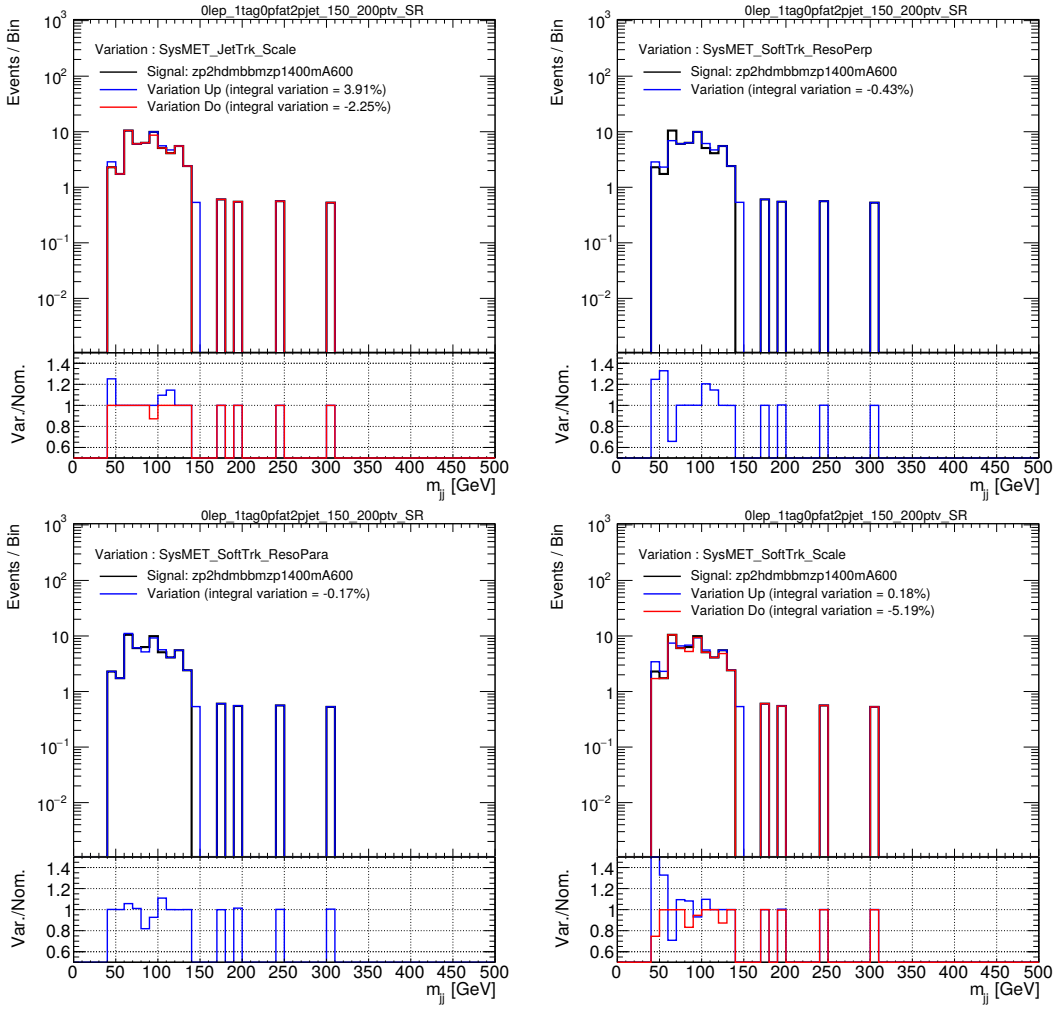 0lep_1tag0pfat2pjet_150_200ptv_SR
Events / Bin
10³
10²
10
1
10⁻¹
10⁻²
Variation : SysMET_JetTrk_Scale
Signal: zp2hdmbbmzp1400mA600
Variation Up (integral variation = 3.91%)
Variation Do (integral variation = -2.25%)
Var./Nom.
1.4
1.2
1
0.8
0.6
0 50 100 150 200 250 300 350 400 450 500
m_jj [GeV]
0lep_1tag0pfat2pjet_150_200ptv_SR
Events / Bin
10³
10²
10
1
10⁻¹
10⁻²
Variation : SysMET_SoftTrk_ResoPerp
Signal: zp2hdmbbmzp1400mA600
Variation (integral variation = -0.43%)
Var./Nom.
1.4
1.2
1
0.8
0.6
0 50 100 150 200 250 300 350 400 450 500
m_jj [GeV]
0lep_1tag0pfat2pjet_150_200ptv_SR
Events / Bin
10³
10²
10
1
10⁻¹
10⁻²
Variation : SysMET_SoftTrk_ResoPara
Signal: zp2hdmbbmzp1400mA600
Variation (integral variation = -0.17%)
Var./Nom.
1.4
1.2
1
0.8
0.6
0 50 100 150 200 250 300 350 400 450 500
m_jj [GeV]
0lep_1tag0pfat2pjet_150_200ptv_SR
Events / Bin
10³
10²
10
1
10⁻¹
10⁻²
Variation : SysMET_SoftTrk_Scale
Signal: zp2hdmbbmzp1400mA600
Variation Up (integral variation = 0.18%)
Variation Do (integral variation = -5.19%)
Var./Nom.
1.4
1.2
1
0.8
0.6
0 50 100 150 200 250 300 350 400 450 500
m_jj [GeV]